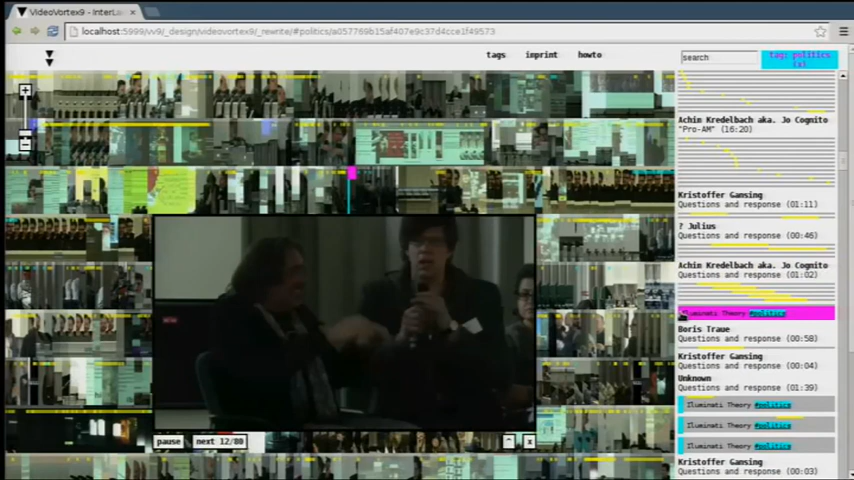 VideoVortex9 - InterLa
localhost:5999/vv9/_design/videovortex9/_rewrite/#politics/a057769b15af407e9c37d4cce1f49573
tags imprint howto
search
tag: politics
(x)
Achim Kredelbach aka. Jo Cognito
"Pro-AM" (16:20)
Kristoffer Gansing
Questions and response (01:11)
? Julius
Questions and response (00:46)
Achim Kredelbach aka. Jo Cognito
Questions and response (01:02)
Iluminati Theory #politics
Boris Traue
Questions and response (00:58)
Kristoffer Gansing
Questions and response (00:04)
Unknown
Questions and response (01:39)
Iluminati Theory #politics
Iluminati Theory #politics
Iluminati Theory #politics
Kristoffer Gansing
Questions and response (00:03)
pause next 12/80 ^ x